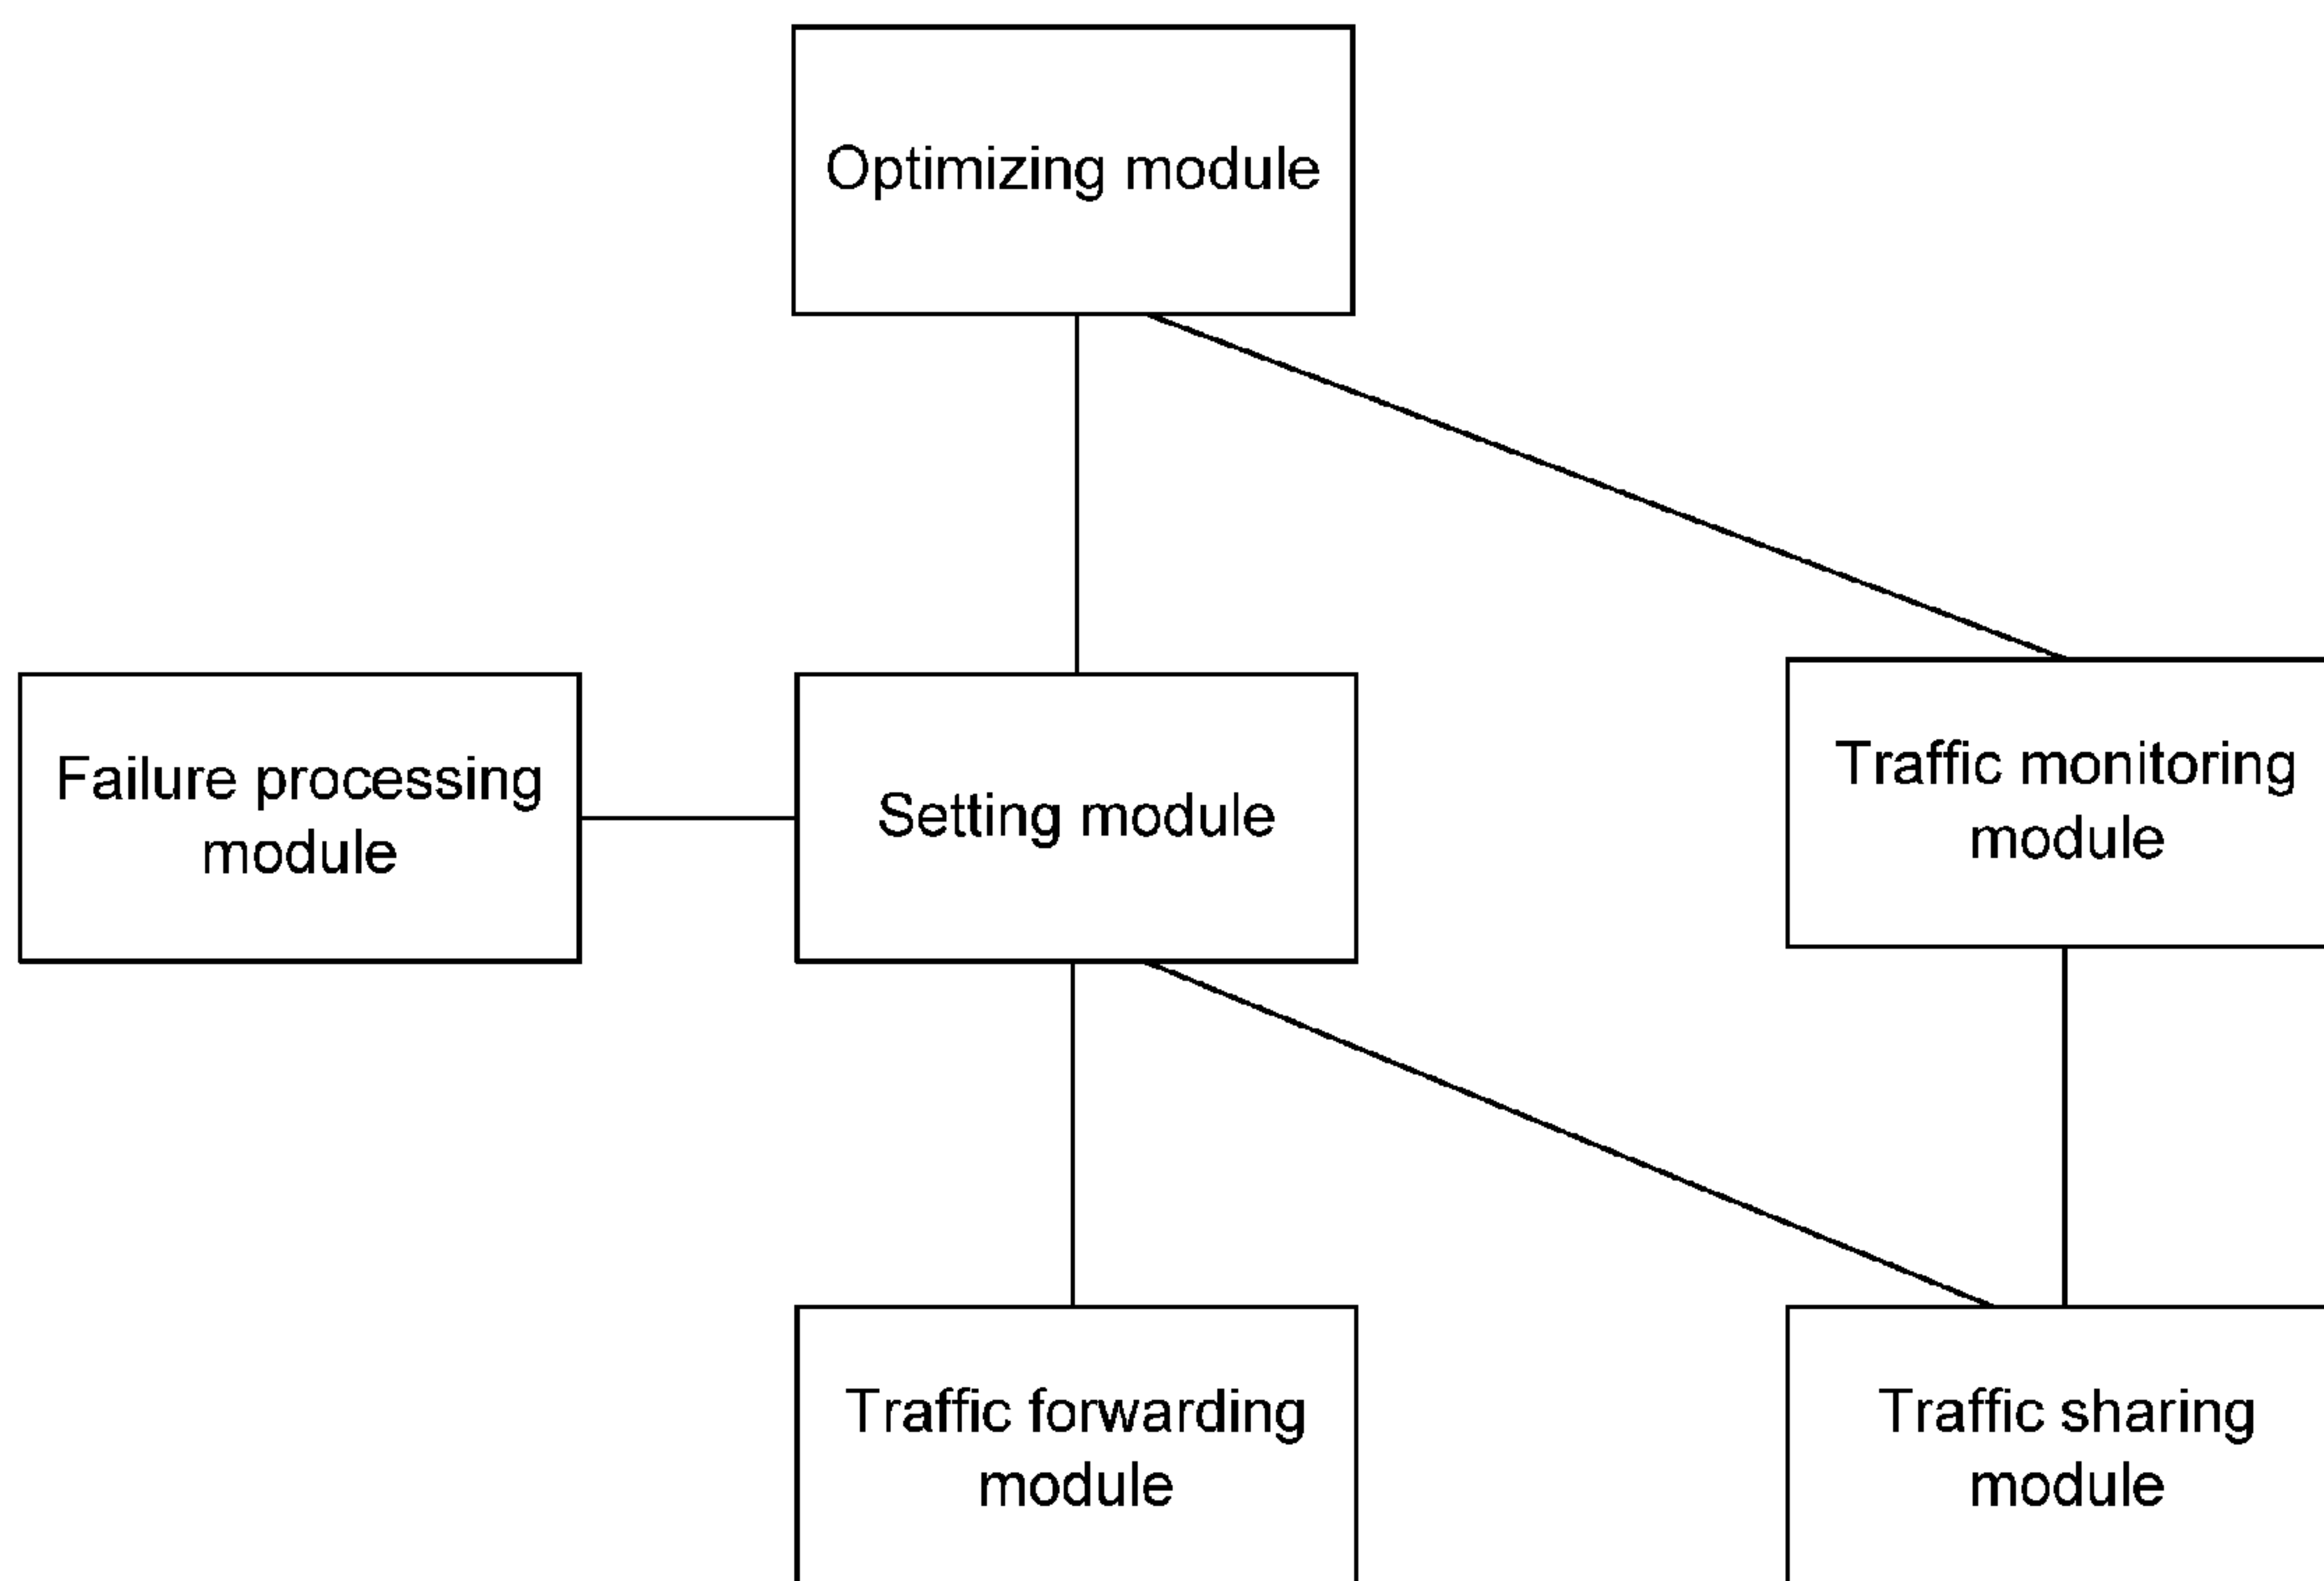 Optimizing module
Failure processing
module
Setting module
Traffic monitoring
module
Traffic forwarding
module
Traffic sharing
module